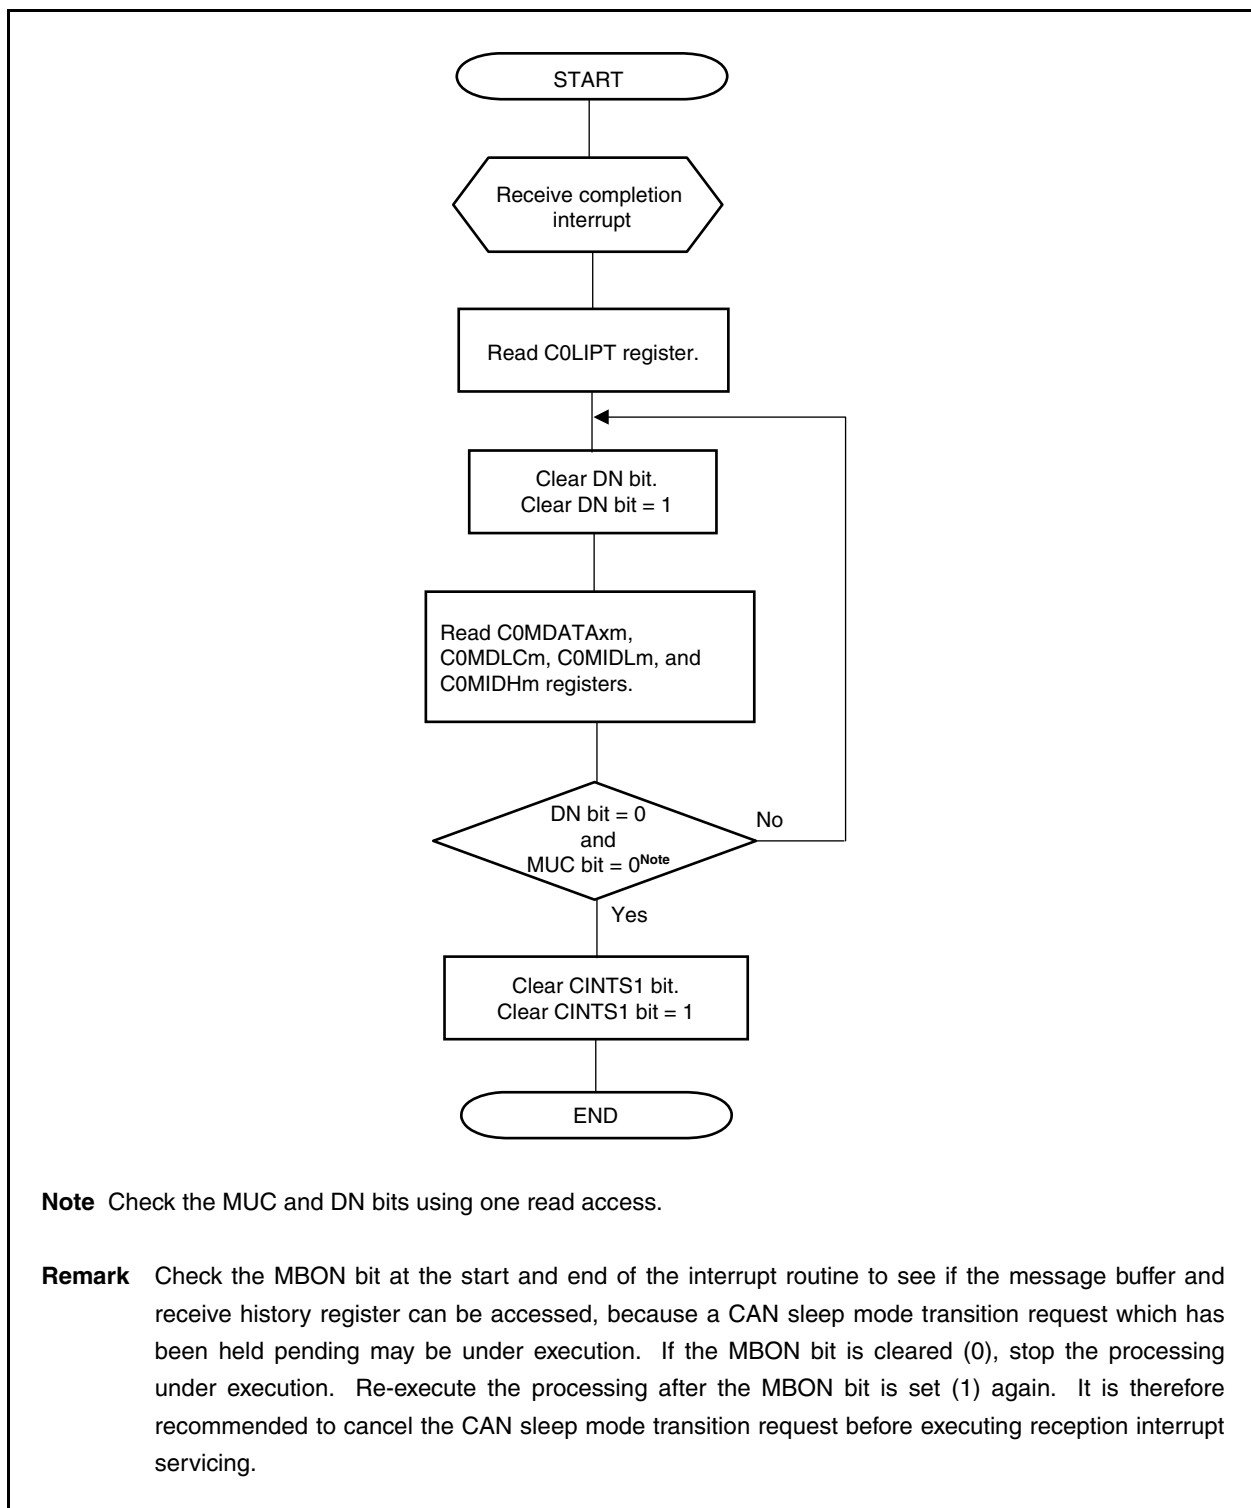 START
Receive completion
interrupt
Read C0LIPT register.
Clear DN bit.
Clear DN bit = 1
Read C0MDATAxm,
C0MDLCm, C0MIDLm, and
C0MIDHm registers.
DN bit = 0
and
MUC bit = 0Note
No
Yes
Clear CINTS1 bit.
Clear CINTS1 bit = 1
END
Note Check the MUC and DN bits using one read access.
Remark Check the MBON bit at the start and end of the interrupt routine to see if the message buffer and
receive history register can be accessed, because a CAN sleep mode transition request which has
been held pending may be under execution. If the MBON bit is cleared (0), stop the processing
under execution. Re-execute the processing after the MBON bit is set (1) again. It is therefore
recommended to cancel the CAN sleep mode transition request before executing reception interrupt
servicing.